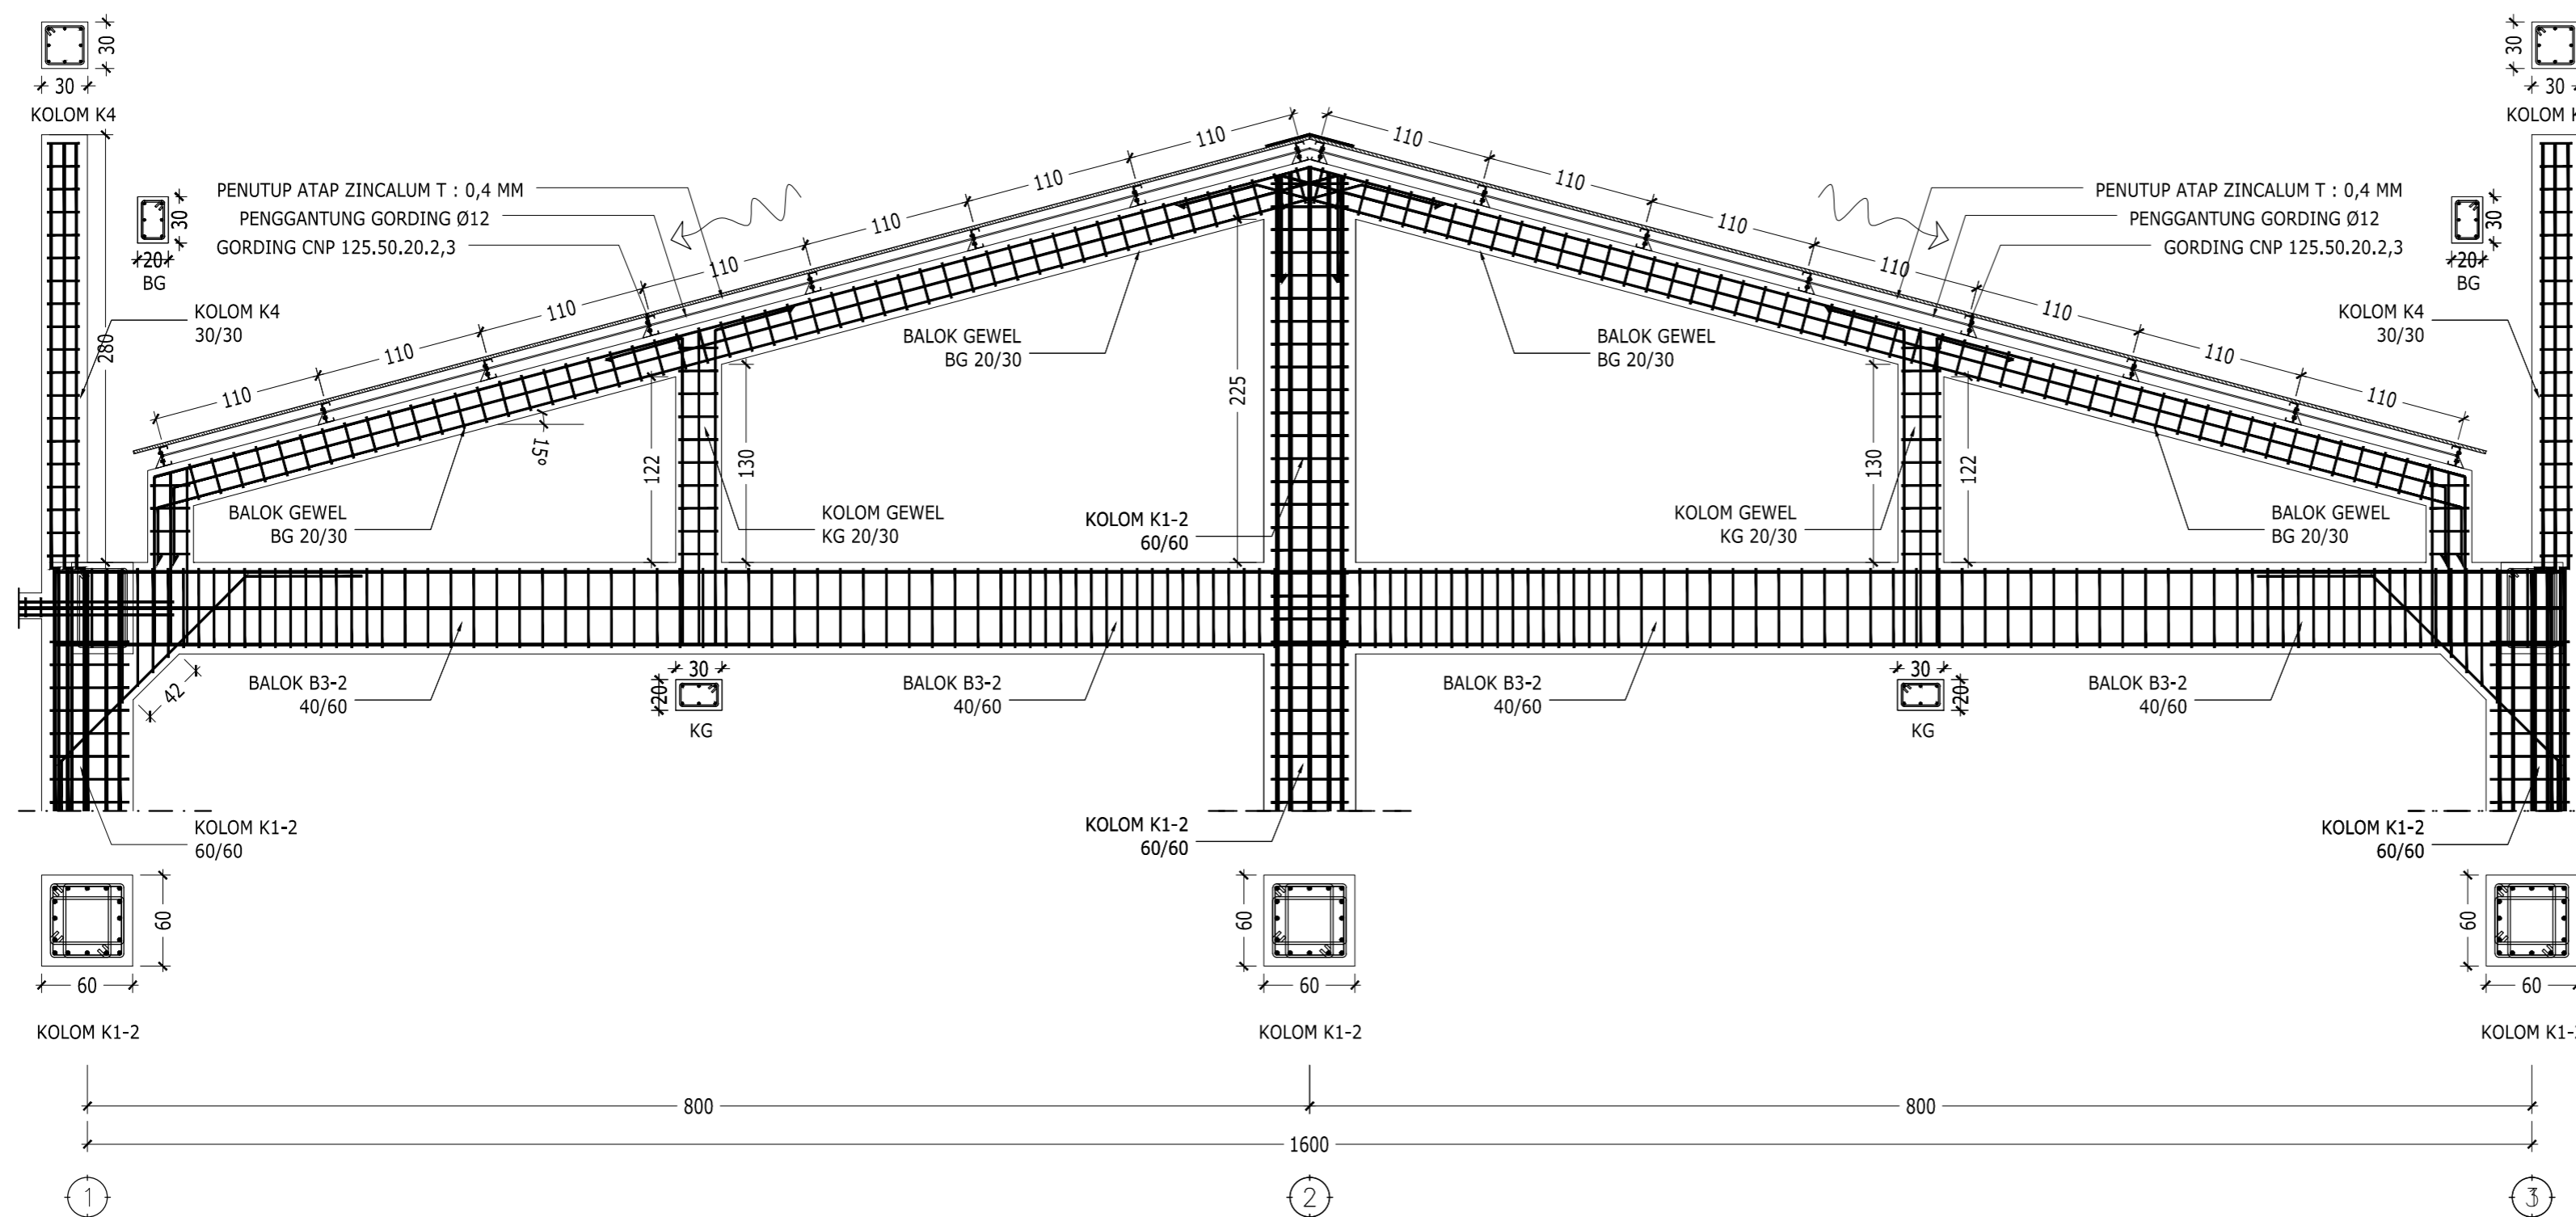 30
30
KOLOM K4
280
30
20
BG
PENUTUP ATAP ZINCALUM T : 0,4 MM
PENGGANTUNG GORDING Ø12
GORDING CNP 125.50.20.2,3
KOLOM K4
30/30
110
110
110
110
110
110
110
110
110
110
110
110
110
110
PENUTUP ATAP ZINCALUM T : 0,4 MM
PENGGANTUNG GORDING Ø12
GORDING CNP 125.50.20.2,3
30
20
BG
30
30
KOLOM K
KOLOM K4
30/30
BALOK GEWEL
BG 20/30
BALOK GEWEL
BG 20/30
15°
122
130
225
130
122
BALOK GEWEL
BG 20/30
KOLOM GEWEL
KG 20/30
KOLOM K1-2
60/60
KOLOM GEWEL
KG 20/30
BALOK GEWEL
BG 20/30
42
BALOK B3-2
40/60
30
20
KG
BALOK B3-2
40/60
BALOK B3-2
40/60
30
20
KG
BALOK B3-2
40/60
KOLOM K1-2
60/60
KOLOM K1-2
60/60
KOLOM K1-2
60/60
60
60
KOLOM K1-2
60
60
KOLOM K1-2
60
60
KOLOM K1-
800
800
1600
1
2
3